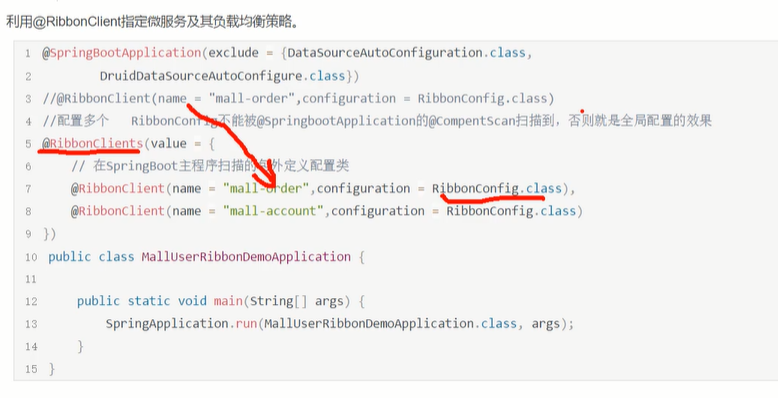 利用@RibbonClient指定微服务及其负载均衡策略。
1 @SpringBootApplication(exclude = {DataSourceAutoConfiguration.class,
2 DruidDataSourceAutoConfigure.class})
3 //@RibbonClient(name = "mall-order",configuration = RibbonConfig.class)
4 //配置多个 RibbonConfig不能被@SpringbootApplication的@CompentScan扫描到，否则就是全局配置的效果
5 @RibbonClients(value = {
6 // 在SpringBoot主程序扫描的包外定义配置类
7 @RibbonClient(name = "mall-order",configuration = RibbonConfig.class),
8 @RibbonClient(name = "mall-account",configuration = RibbonConfig.class)
9 })
10 public class MallUserRibbonDemoApplication {
11
12 public static void main(String[] args) {
13 SpringApplication.run(MallUserRibbonDemoApplication.class, args);
14 }
15 }